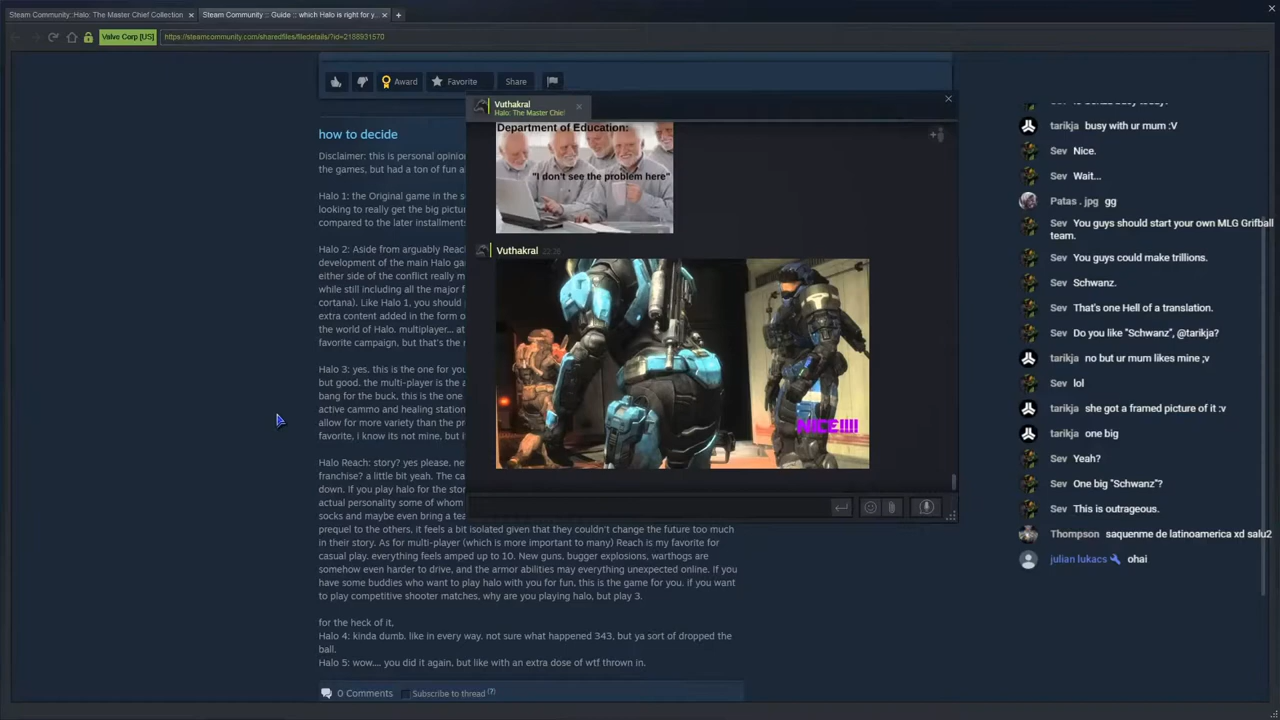 Steam Community: Halo: The Master Chief Collection
Steam Community :: Guide :: which Halo is right for y...
Valve Corp [US]
https://steamcommunity.com/sharedfiles/filedetails/?id=2188931570
Award
Favorite
Share
how to decide
Disclaimer: this is personal opinio
the games, but had a ton of fun a
Halo 1: the Original game in the s
looking to really get the big pictur
compared to the later installments
Halo 2: Aside from arguably Reac
development of the main Halo ga
either side of the conflict really m
while still including all the major f
cortana). Like Halo 1, you should
extra content added in the form o
the world of Halo. multiplayer... at
favorite campaign, but that's the
Halo 3: yes. this is the one for you
but good. the multi-player is the a
bang for the buck, this is the one
active cammo and healing station
allow for more variety than the pr
favorite, i know its not mine, but i
Halo Reach: story? yes please. ne
franchise? a little bit yeah. The ca
down. If you play halo for the stor
actual personality some of whom
socks and maybe even bring a tea
prequel to the others, it feels a bit isolated given that they couldn't change the future too much
in their story. As for multi-player (which is more important to many) Reach is my favorite for
casual play. everything feels amped up to 10. New guns, bugger explosions, warthogs are
somehow even harder to drive, and the armor abilities may everything unexpected online. If you
have some buddies who want to play halo with you for fun, this is the game for you. if you want
to play competitive shooter matches, why are you playing halo, but play 3.
for the heck of it,
Halo 4: kinda dumb. like in every way. not sure what happened 343, but ya sort of dropped the
ball.
Halo 5: wow.... you did it again, but like with an extra dose of wtf thrown in.
0 Comments
Subscribe to thread (?)
Vuthakral
Halo: The Master Chief
Department of Education:
"I don't see the problem here"
Vuthakral 22:26
NICE!!!!
tarikja busy with ur mum :V
Sev Nice.
Sev Wait...
Patas . jpg gg
Sev You guys should start your own MLG Grifball
team.
Sev You guys could make trillions.
Sev Schwanz.
Sev That's one Hell of a translation.
Sev Do you like "Schwanz", @tarikja?
tarikja no but ur mum likes mine ;v
Sev lol
tarikja she got a framed picture of it :v
tarikja one big
Sev Yeah?
Sev One big "Schwanz"?
Sev This is outrageous.
Thompson saquenme de latinoamerica xd salu2
julian lukacs ohai